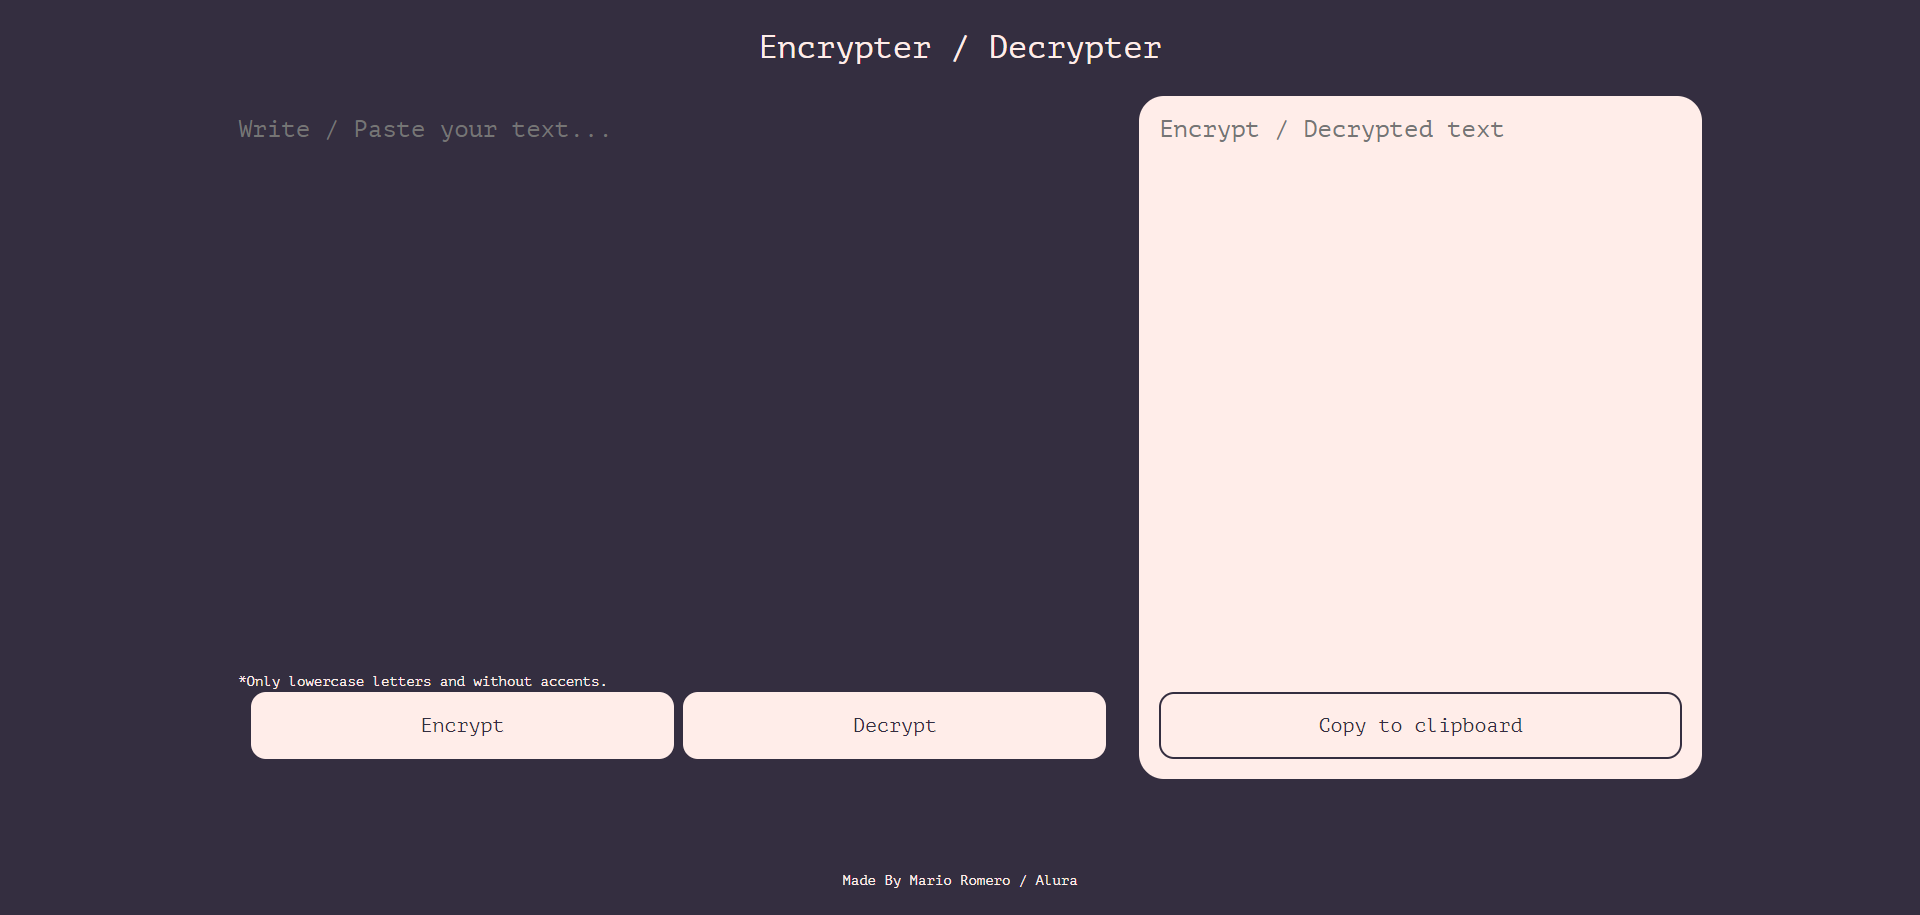 Encrypter / Decrypter
Write / Paste your text...
*Only lowercase letters and without accents.
Encrypt
Decrypt
Encrypt / Decrypted text
Copy to clipboard
Made By Mario Romero / Alura